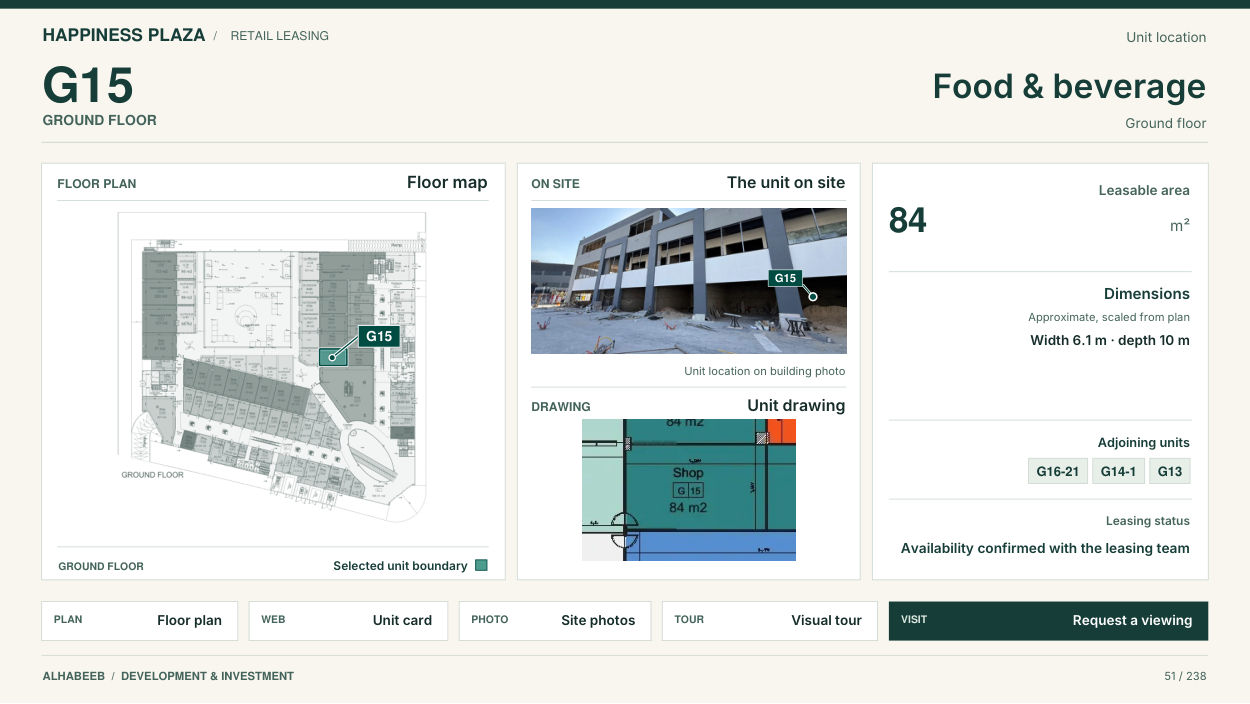 HAPPINESS PLAZA / RETAIL LEASING
Unit location
G15
Food & beverage
GROUND FLOOR
Ground floor
FLOOR PLAN
Floor map
G15
GROUND FLOOR
GROUND FLOOR
Selected unit boundary
ON SITE
The unit on site
G15
Unit location on building photo
DRAWING
Unit drawing
84 m2
Shop
G 15
84 m2
Leasable area
84
m²
Dimensions
Approximate, scaled from plan
Width 6.1 m · depth 10 m
Adjoining units
G16-21 G14-1 G13
Leasing status
Availability confirmed with the leasing team
PLAN Floor plan
WEB Unit card
PHOTO Site photos
TOUR Visual tour
VISIT Request a viewing
ALHABEEB / DEVELOPMENT & INVESTMENT
51 / 238